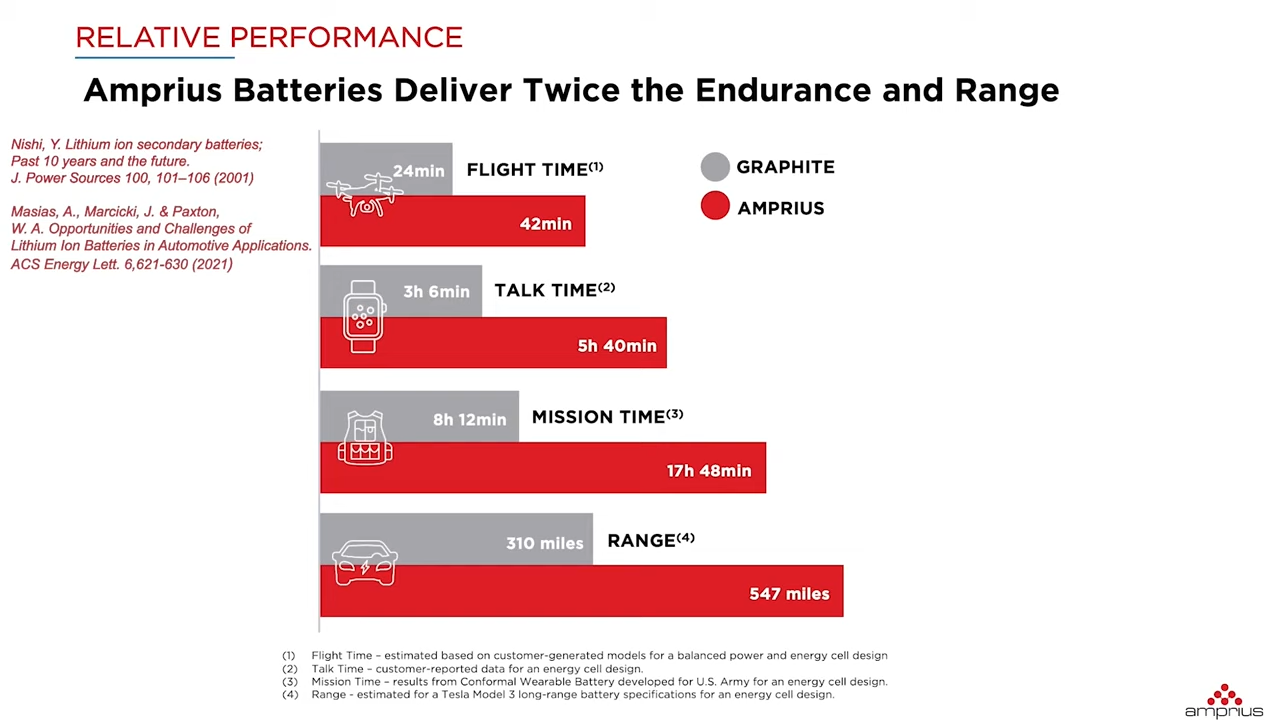 RELATIVE PERFORMANCE
Amprius Batteries Deliver Twice the Endurance and Range
Nishi, Y. Lithium ion secondary batteries;
Past 10 years and the future.
J. Power Sources 100, 101–106 (2001)
Masias, A., Marcicki, J. & Paxton,
W. A. Opportunities and Challenges of
Lithium Ion Batteries in Automotive Applications.
ACS Energy Lett. 6,621-630 (2021)
24min
FLIGHT TIME(1)
42min
GRAPHITE
AMPRIUS
3h 6min
TALK TIME(2)
5h 40min
8h 12min
MISSION TIME(3)
17h 48min
310 miles
RANGE(4)
547 miles
(1) Flight Time – estimated based on customer-generated models for a balanced power and energy cell design
(2) Talk Time – customer-reported data for an energy cell design.
(3) Mission Time – results from Conformal Wearable Battery developed for U.S. Army for an energy cell design.
(4) Range - estimated for a Tesla Model 3 long-range battery specifications for an energy cell design.
amprius